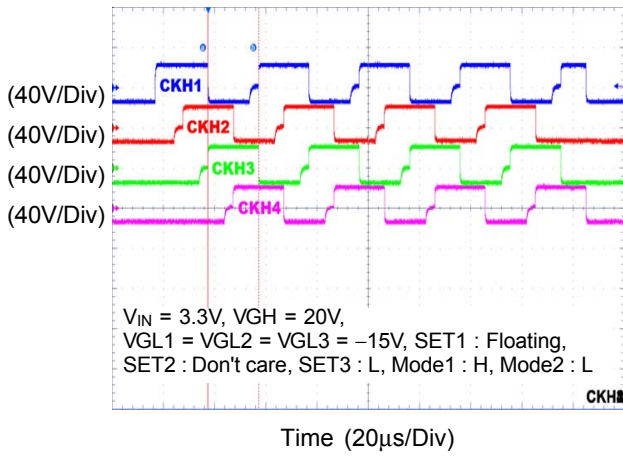 (40V/Div) CKH1
(40V/Div) CKH2
(40V/Div) CKH3
(40V/Div) CKH4
VIN = 3.3V, VGH = 20V,
VGL1 = VGL2 = VGL3 = −15V, SET1 : Floating,
SET2 : Don't care, SET3 : L, Mode1 : H, Mode2 : L
Time (20μs/Div)